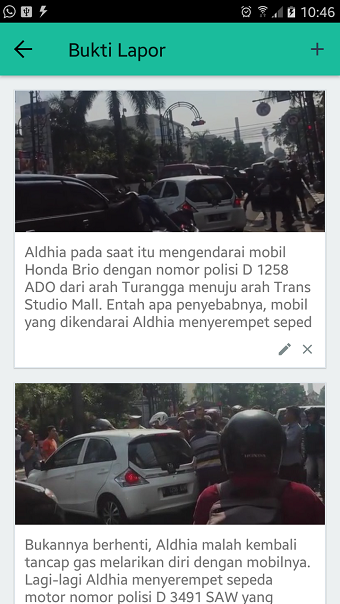 10:46
Bukti Lapor
Aldhia pada saat itu mengendarai mobil
Honda Brio dengan nomor polisi D 1258
ADO dari arah Turangga menuju arah Trans
Studio Mall. Entah apa penyebabnya, mobil
yang dikendarai Aldhia menyerempet seped
Bukannya berhenti, Aldhia malah kembali
tancap gas melarikan diri dengan mobilnya.
Lagi-lagi Aldhia menyerempet sepeda
motor nomor polisi D 3491 SAW yang